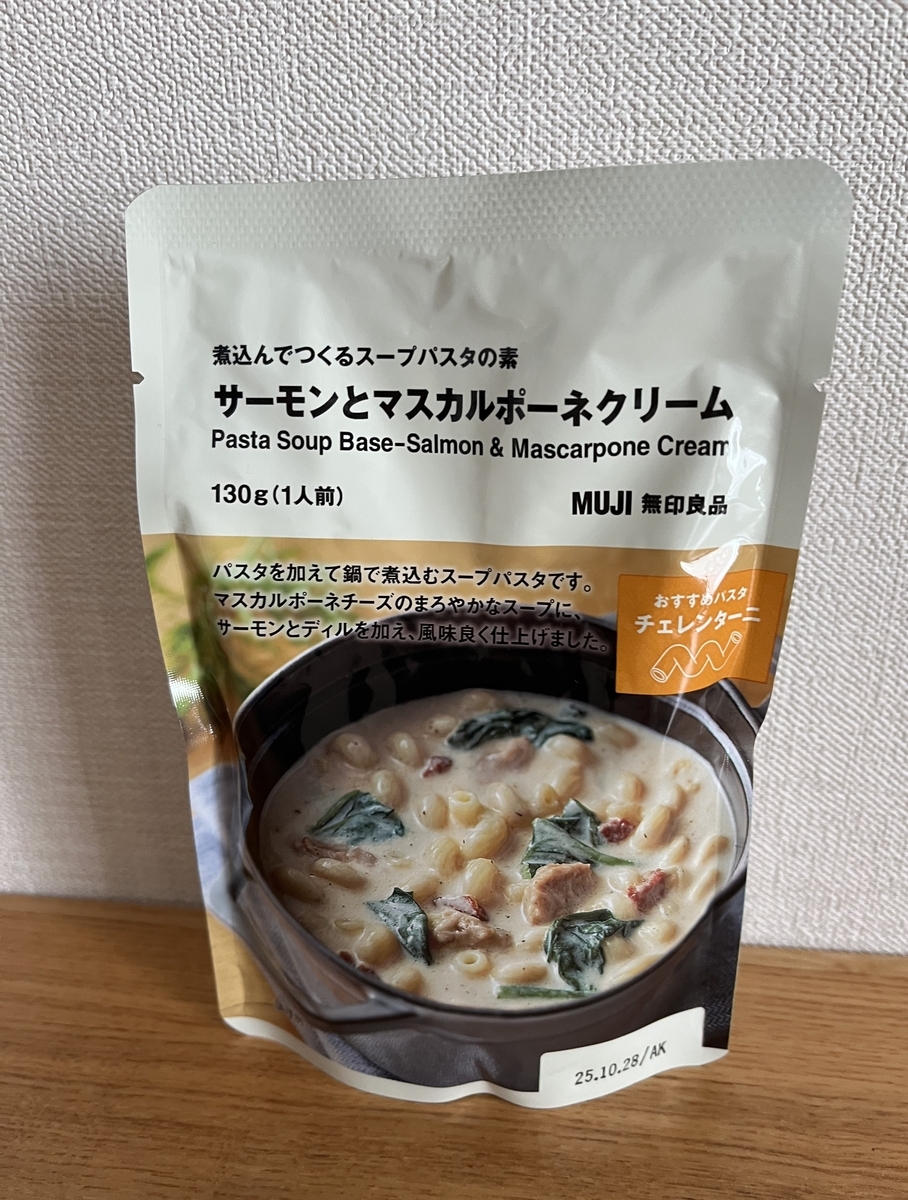 煮込んでつくるスープパスタの素
サーモンとマスカルポーネクリーム
Pasta Soup Base-Salmon & Mascarpone Cream
130g(1人前)
MUJI 無印良品
パスタを加えて鍋で煮込むスープパスタです。
マスカルポーネチーズのまろやかなスープに、
サーモンとディルを加え、風味良く仕上げました。
おすすめパスタ
チェレンターニ
25.10.28/AK